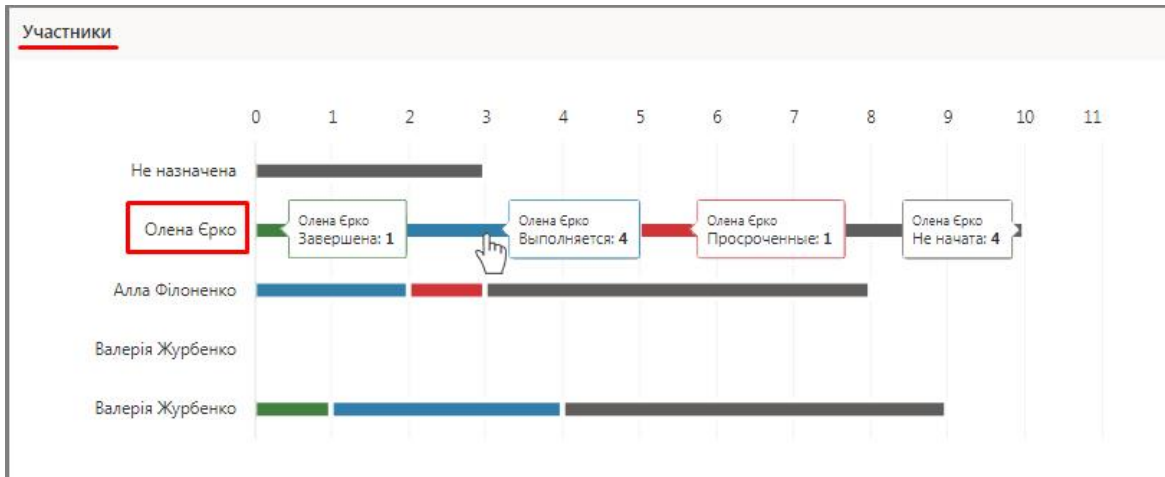 Участники
0 1 2 3 4 5 6 7 8 9 10 11
Не назначена
Олена Єрко
Олена Єрко
Завершена: 1
Олена Єрко
Выполняется: 4
Олена Єрко
Просроченные: 1
Олена Єрко
Не начата: 4
Алла Філоненко
Валерія Журбенко
Валерія Журбенко